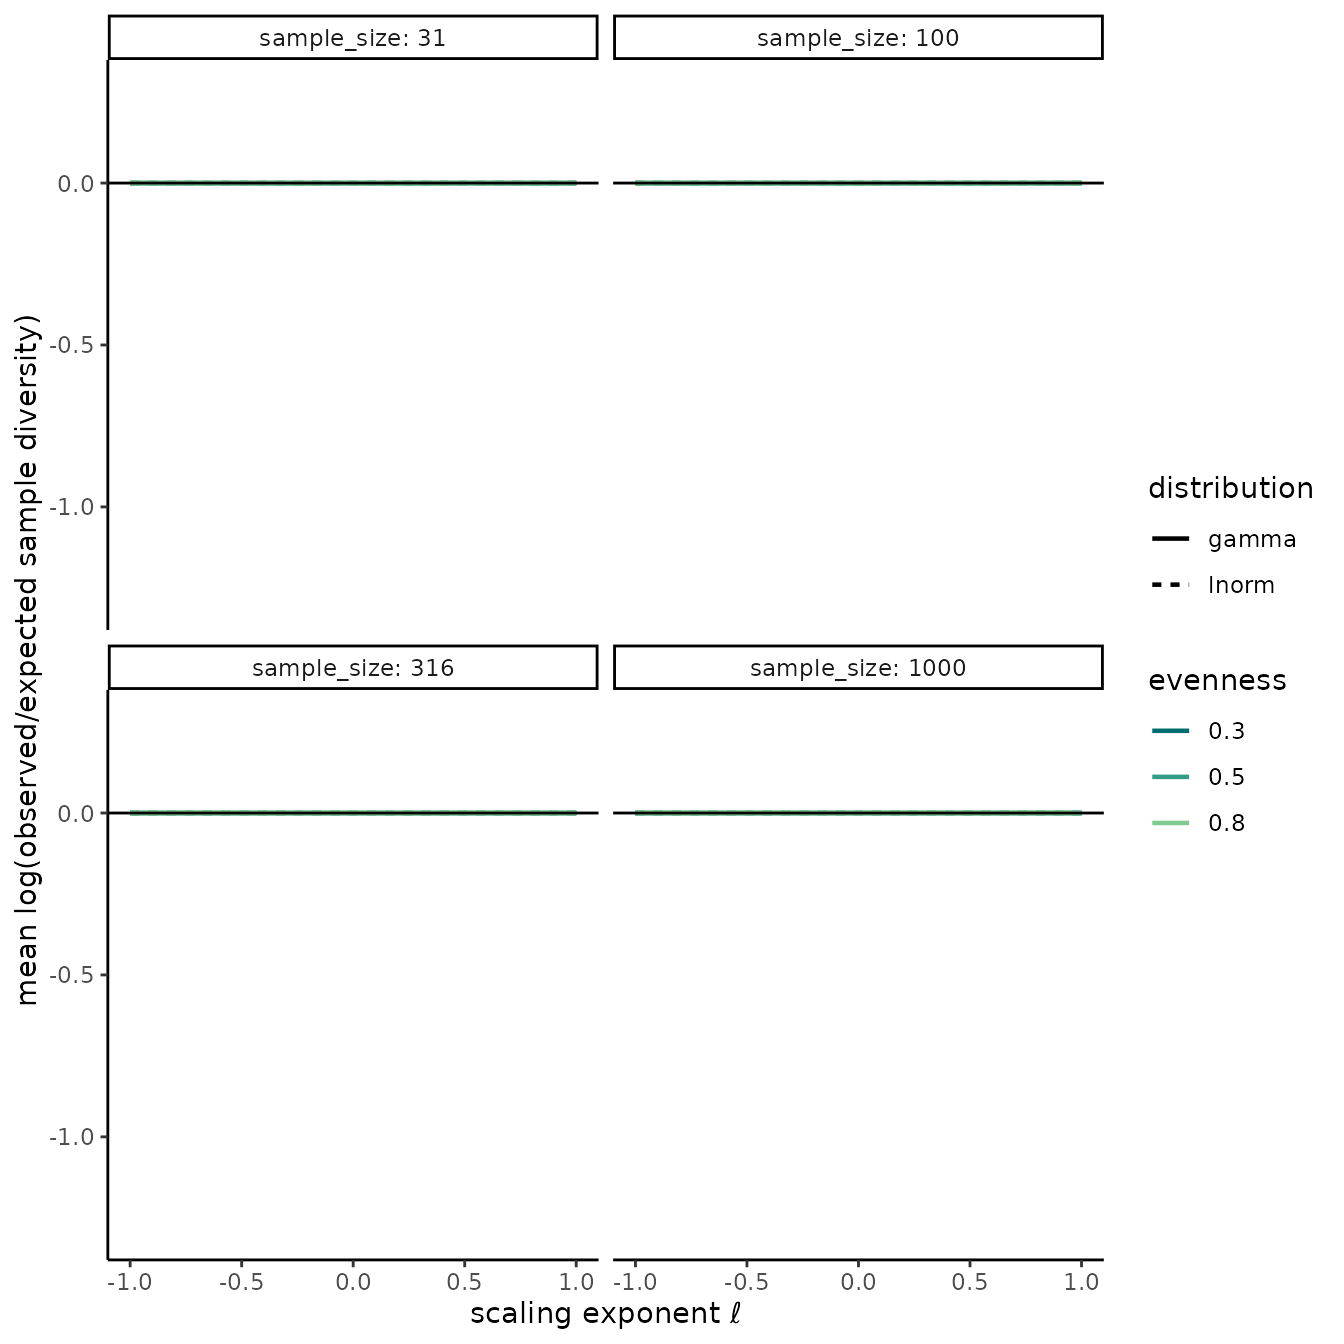 sample_size: 31
sample_size: 100
0.0
-0.5
-1.0
sample_size: 316
sample_size: 1000
0.0
-0.5
-1.0
-1.0
-0.5
0.0
0.5
1.0
-1.0
-0.5
0.0
0.5
1.0
scaling exponent ℓ
mean log(observed/expected sample diversity)
distribution
gamma
lnorm
evenness
0.3
0.5
0.8